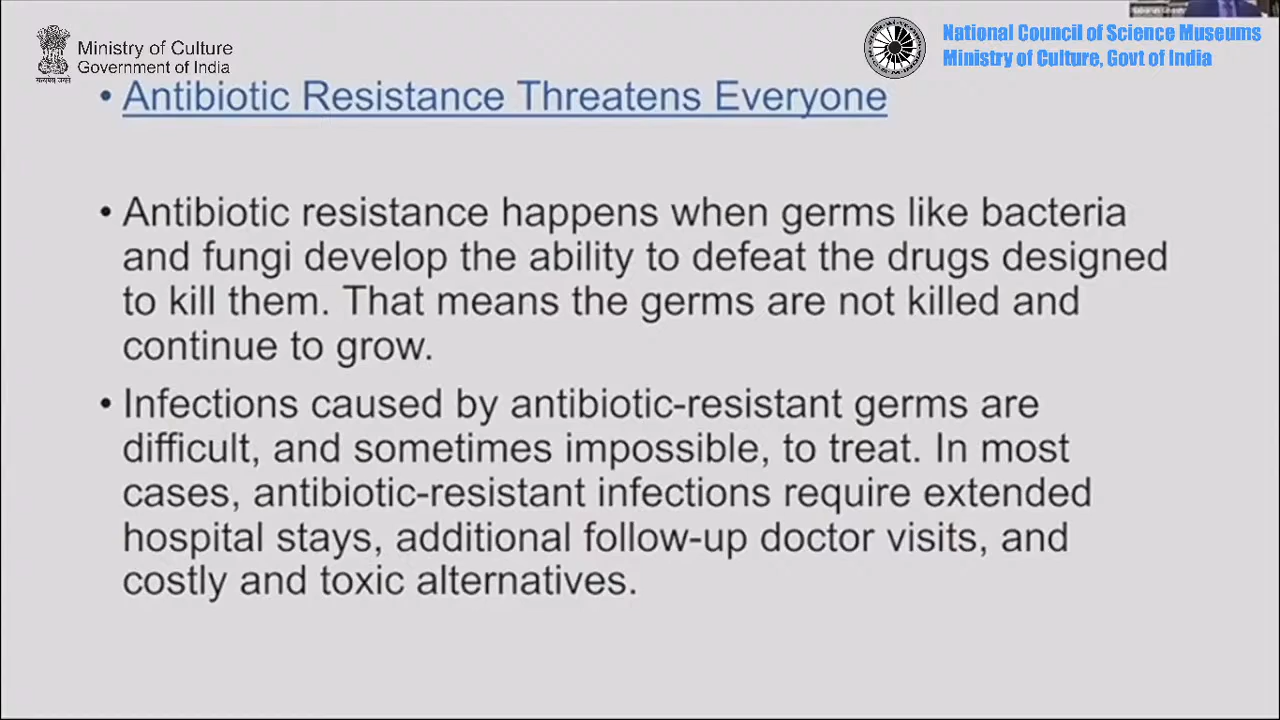 Ministry of Culture
Government of India
सत्यमेव जयते
National Council of Science Museums
Ministry of Culture, Govt of India
• Antibiotic Resistance Threatens Everyone
• Antibiotic resistance happens when germs like bacteria
and fungi develop the ability to defeat the drugs designed
to kill them. That means the germs are not killed and
continue to grow.
• Infections caused by antibiotic-resistant germs are
difficult, and sometimes impossible, to treat. In most
cases, antibiotic-resistant infections require extended
hospital stays, additional follow-up doctor visits, and
costly and toxic alternatives.